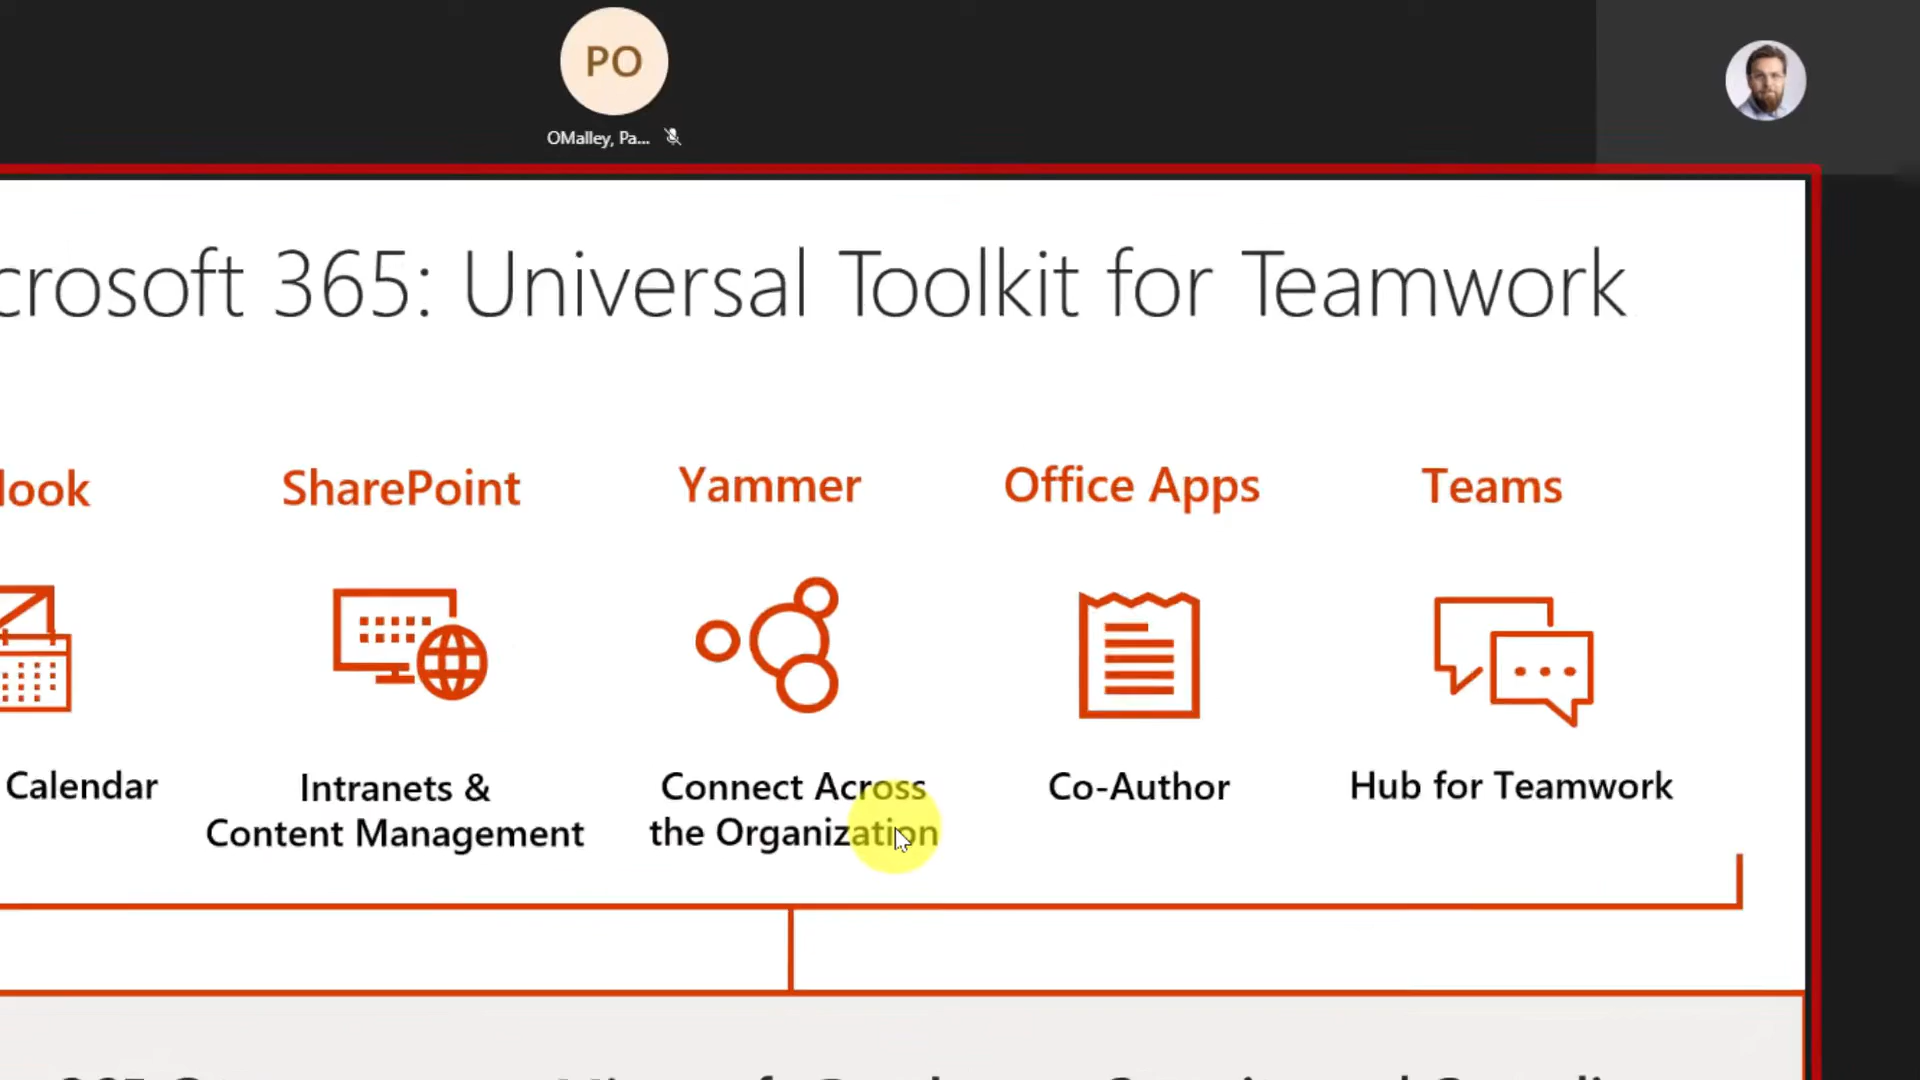 PO
OMalley, Pa...
crosoft 365: Universal Toolkit for Teamwork
look
SharePoint
Yammer
Office Apps
Teams
Calendar
Intranets &
Content Management
Connect Across
the Organization
Co-Author
Hub for Teamwork